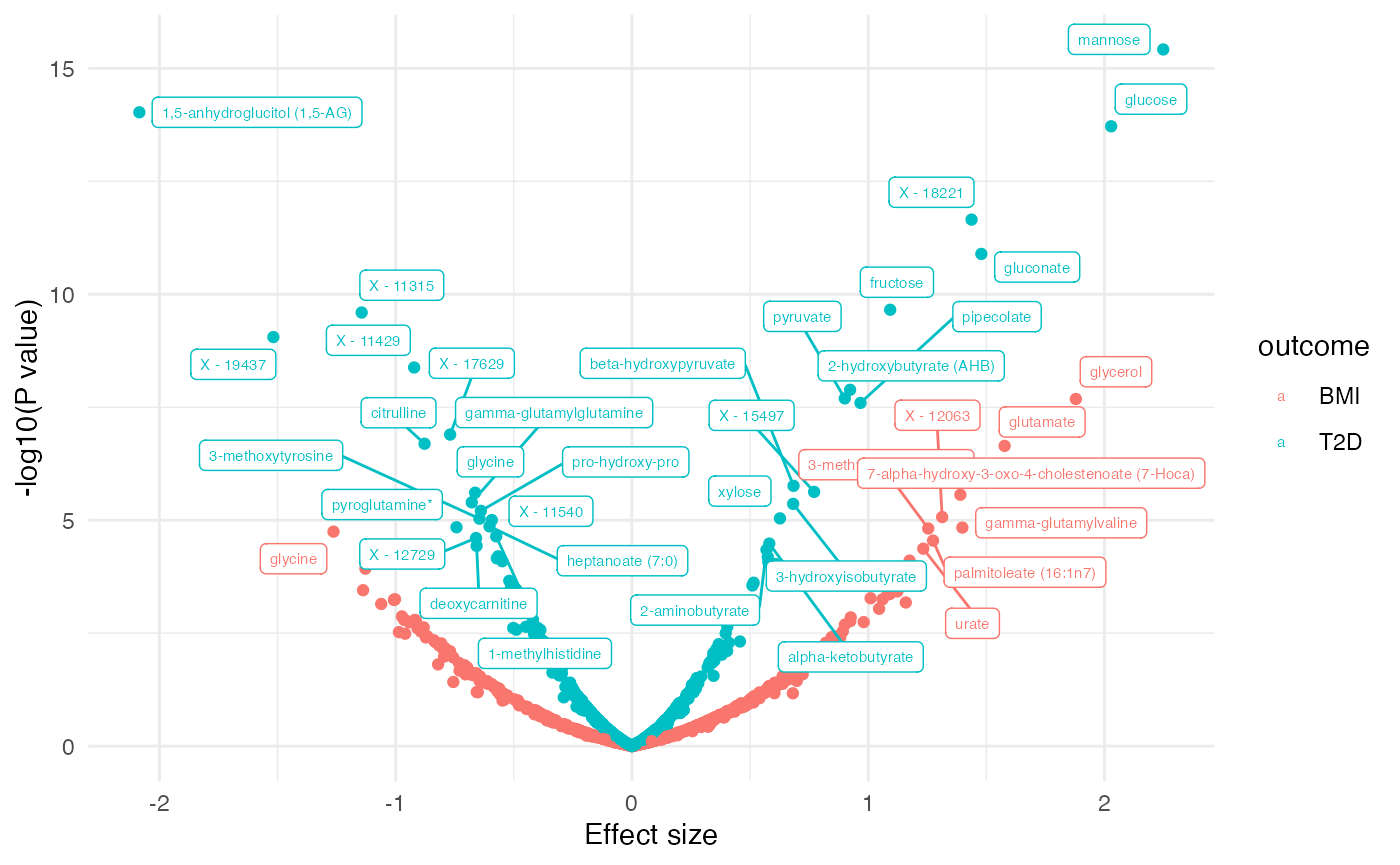 mannose
15
glucose
1,5-anhydroglucitol (1,5-AG)
X - 18221
gluconate
X - 11315
fructose
10
pyruvate
pipecolate
X - 11429
X - 19437
X - 17629
beta-hydroxypyruvate
2-hydroxybutyrate (AHB)
glycerol
citrulline
gamma-glutamylglutamine
X - 15497
X - 12063
glutamate
3-methoxytyrosine
glycine
pro-hydroxy-pro
3-meth
7-alpha-hydroxy-3-oxo-4-cholestenoate (7-Hoca)
xylose
pyroglutamine*
X - 11540
5
gamma-glutamylvaline
glycine
X - 12729
heptanoate (7:0)
3-hydroxyisobutyrate
palmitoleate (16:1n7)
deoxycarnitine
2-aminobutyrate
urate
1-methylhistidine
alpha-ketobutyrate
0
-2
-1
0
1
2
Effect size
-log10(P value)
outcome
a BMI
a T2D